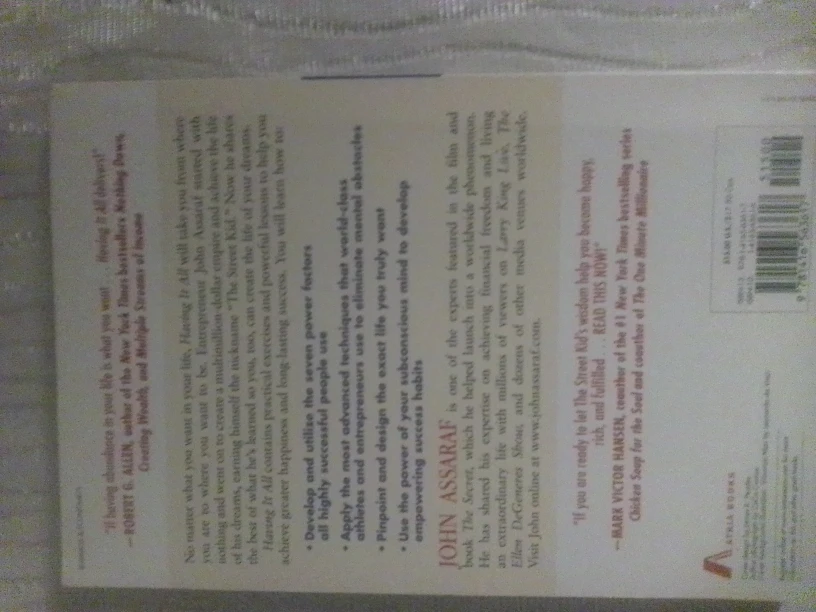 "If having abundance in your life is what you want . . . Having It All delivers!"
—ROBERT G. ALLEN, author of the New York Times bestsellers Nothing Down,
Creating Wealth, and Multiple Streams of Income
No matter what you want in your life, Having It All will take you from where
you are to where you want to be. Entrepreneur John Assaraf started with
nothing and went on to create a multimillion dollar empire and achieve the life
of his dreams, earning himself the nickname "The Street Kid." Now he shares
the best of what he's learned so you, too, can create the life of your dreams.
Having It All contains practical exercises and powerful lessons to help you
achieve greater happiness and long-lasting success. You will learn how to:
• Develop and utilize the seven power factors
all highly successful people use
• Apply the most advanced techniques that world-class
athletes and entrepreneurs use to eliminate mental obstacles
• Pinpoint and design the exact life you truly want
• Use the power of your subconscious mind to develop
empowering success habits
JOHN ASSARAF is one of the experts featured in the film and
book The Secret, which he helped launch into a worldwide phenomenon.
He has shared his expertise on achieving financial freedom and living
an extraordinary life with millions of viewers on Larry King Live, The
Ellen DeGeneres Show, and dozens of other media venues worldwide.
Visit John online at www.johnassaraf.com.
"If you are ready to let The Street Kid's wisdom help you become happy,
rich, and fulfilled . . . READ THIS NOW!"
—MARK VICTOR HANSEN, coauthor of the #1 New York Times bestselling series
Chicken Soup for the Soul and coauthor of The One Minute Millionaire
ATRIA BOOKS
51500